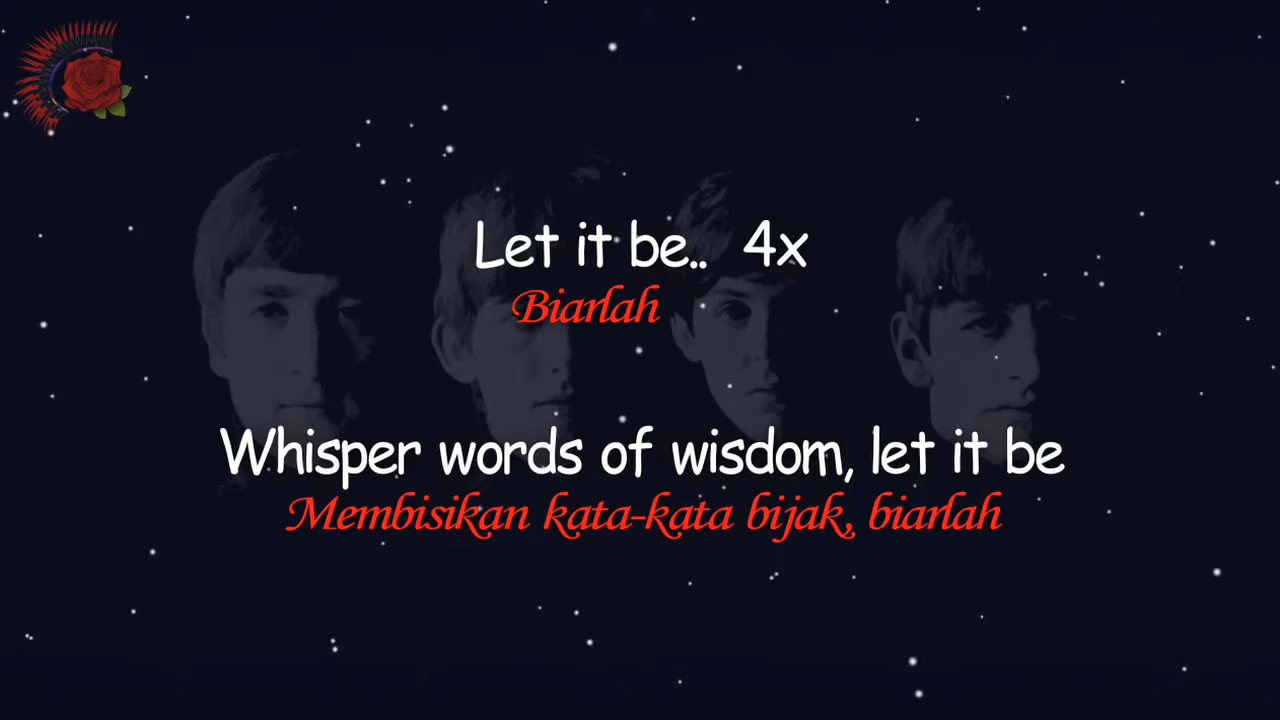 Let it be..  4x
Biarlah
Whisper words of wisdom, let it be
Membisikan kata-kata bijak, biarlah